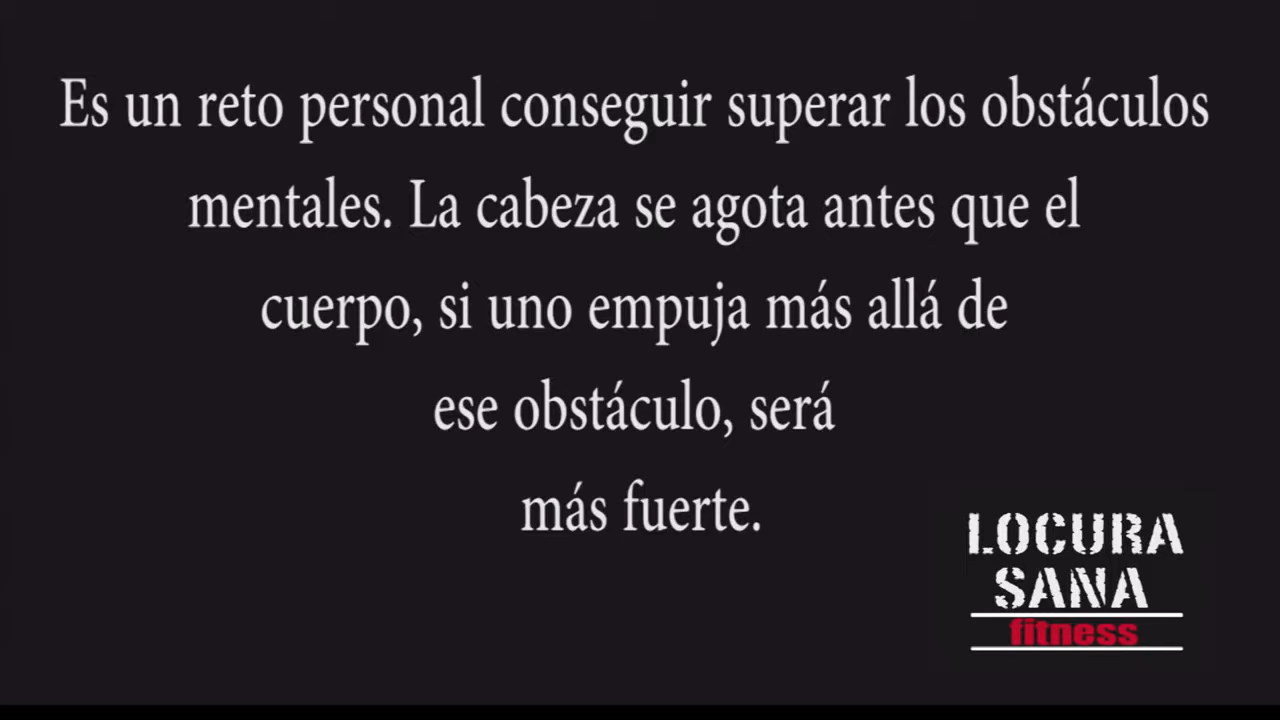 Es un reto personal conseguir superar los obstáculos
mentales. La cabeza se agota antes que el
cuerpo, si uno empuja más allá de
ese obstáculo, será
más fuerte.
LOCURA
SANA
fitness